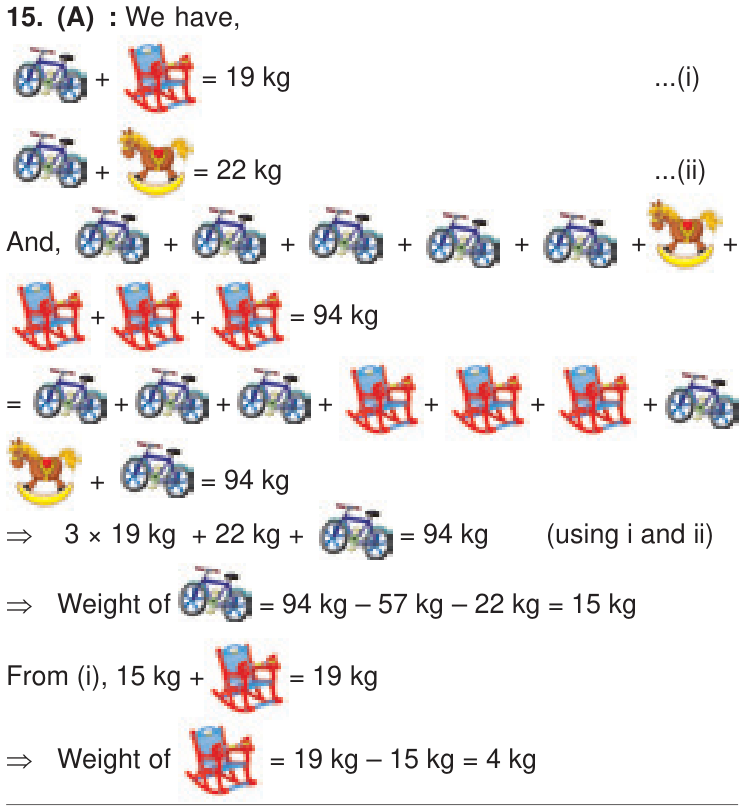 15. (A) : We have,
+ = 19 kg ...(i)
+ = 22 kg ...(ii)
And, + + + + + +
+ + = 94 kg
= + + + + + +
+ = 94 kg
⇒ 3 × 19 kg + 22 kg + = 94 kg (using i and ii)
⇒ Weight of = 94 kg – 57 kg – 22 kg = 15 kg
From (i), 15 kg + = 19 kg
⇒ Weight of = 19 kg – 15 kg = 4 kg